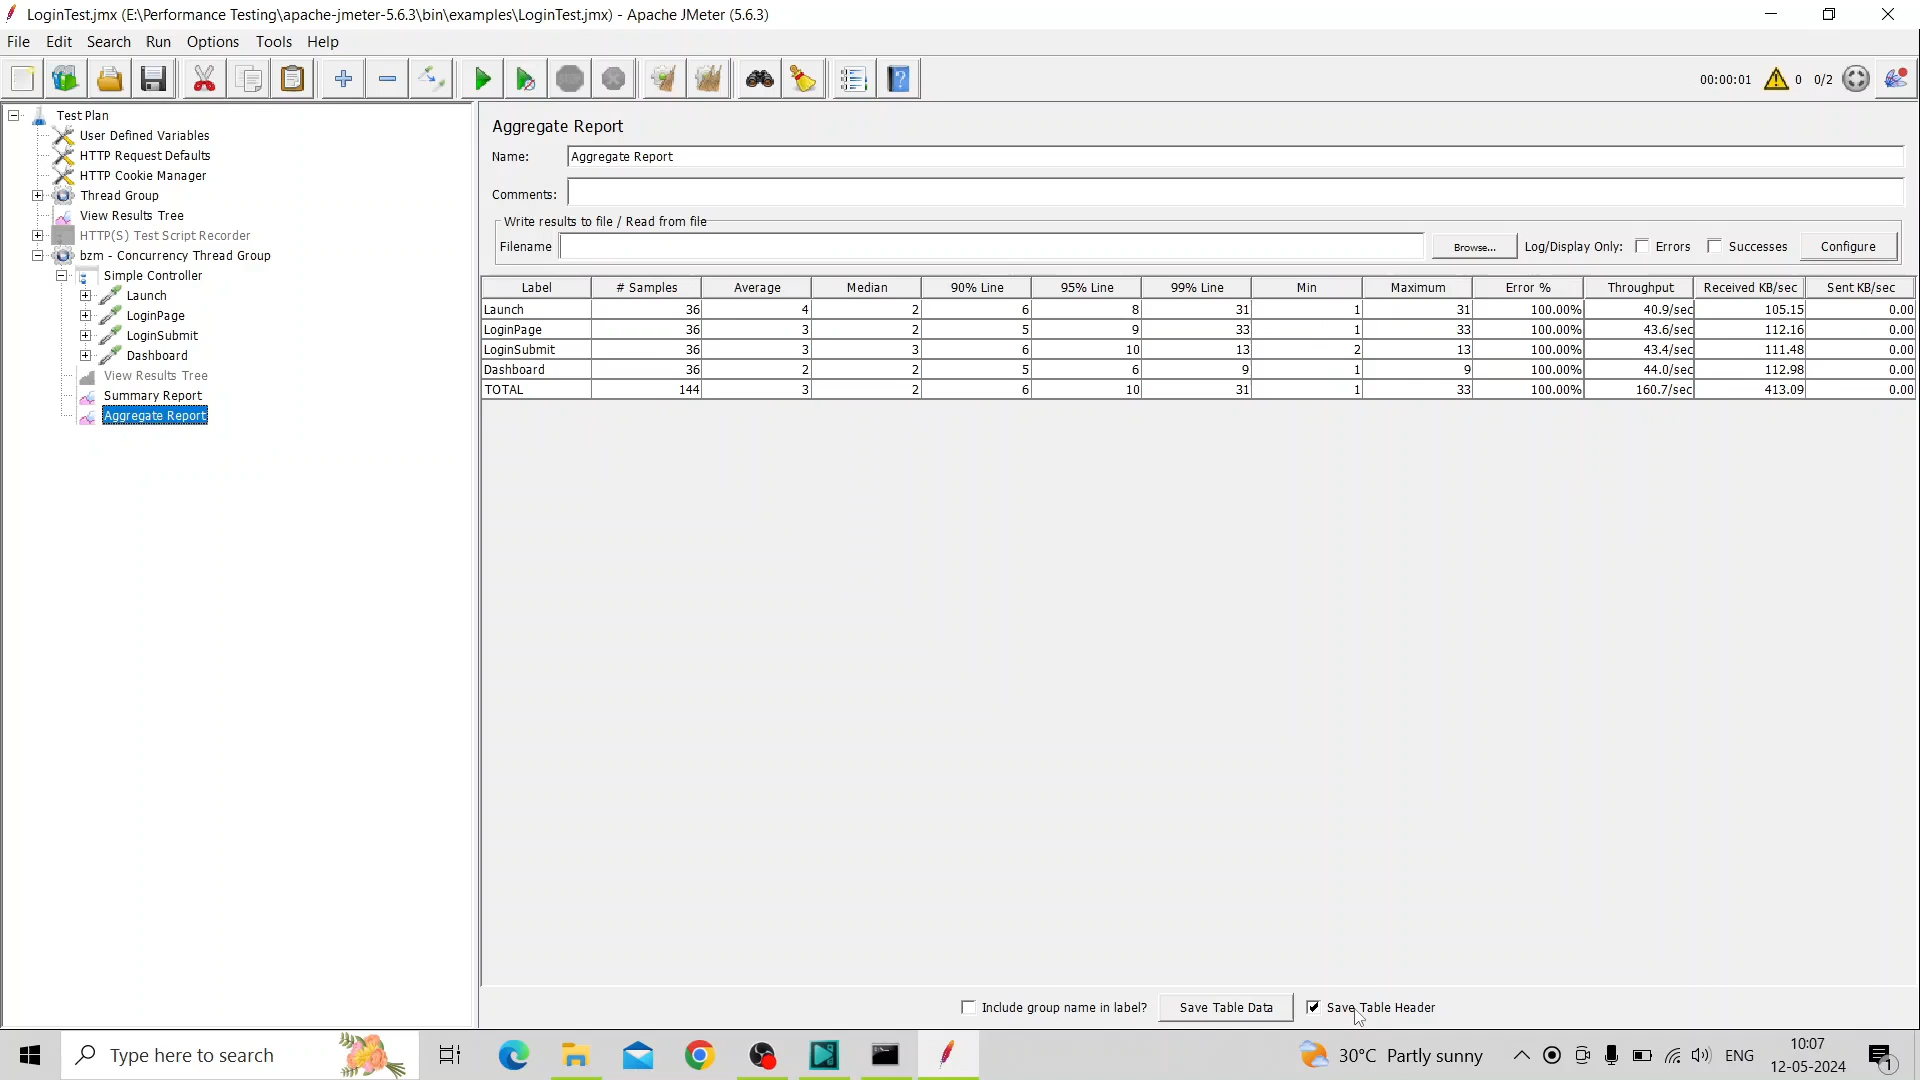 LoginTest.jmx (E:\Performance Testing\apache-jmeter-5.6.3\bin\examples\LoginTest.jmx) - Apache JMeter (5.6.3)
File Edit Search Run Options Tools Help
00:00:01 0 0/2
Test Plan
User Defined Variables
HTTP Request Defaults
HTTP Cookie Manager
Thread Group
View Results Tree
HTTP(S) Test Script Recorder
bzm - Concurrency Thread Group
Simple Controller
Launch
LoginPage
LoginSubmit
Dashboard
View Results Tree
Summary Report
Aggregate Report
Aggregate Report
Name: Aggregate Report
Comments:
Write results to file / Read from file
Filename Browse... Log/Display Only: Errors Successes Configure
Label # Samples Average Median 90% Line 95% Line 99% Line Min Maximum Error % Throughput Received KB/sec Sent KB/sec
Launch 36 4 2 6 8 31 1 31 100.00% 40.9/sec 105.15 0.00
LoginPage 36 3 2 5 9 33 1 33 100.00% 43.6/sec 112.16 0.00
LoginSubmit 36 3 3 6 10 13 2 13 100.00% 43.4/sec 111.48 0.00
Dashboard 36 2 2 5 6 9 1 9 100.00% 44.0/sec 112.98 0.00
TOTAL 144 3 2 6 10 31 1 33 100.00% 160.7/sec 413.09 0.00
Include group name in label? Save Table Data Save Table Header
Type here to search
30°C Partly sunny
ENG
10:07
12-05-2024
1